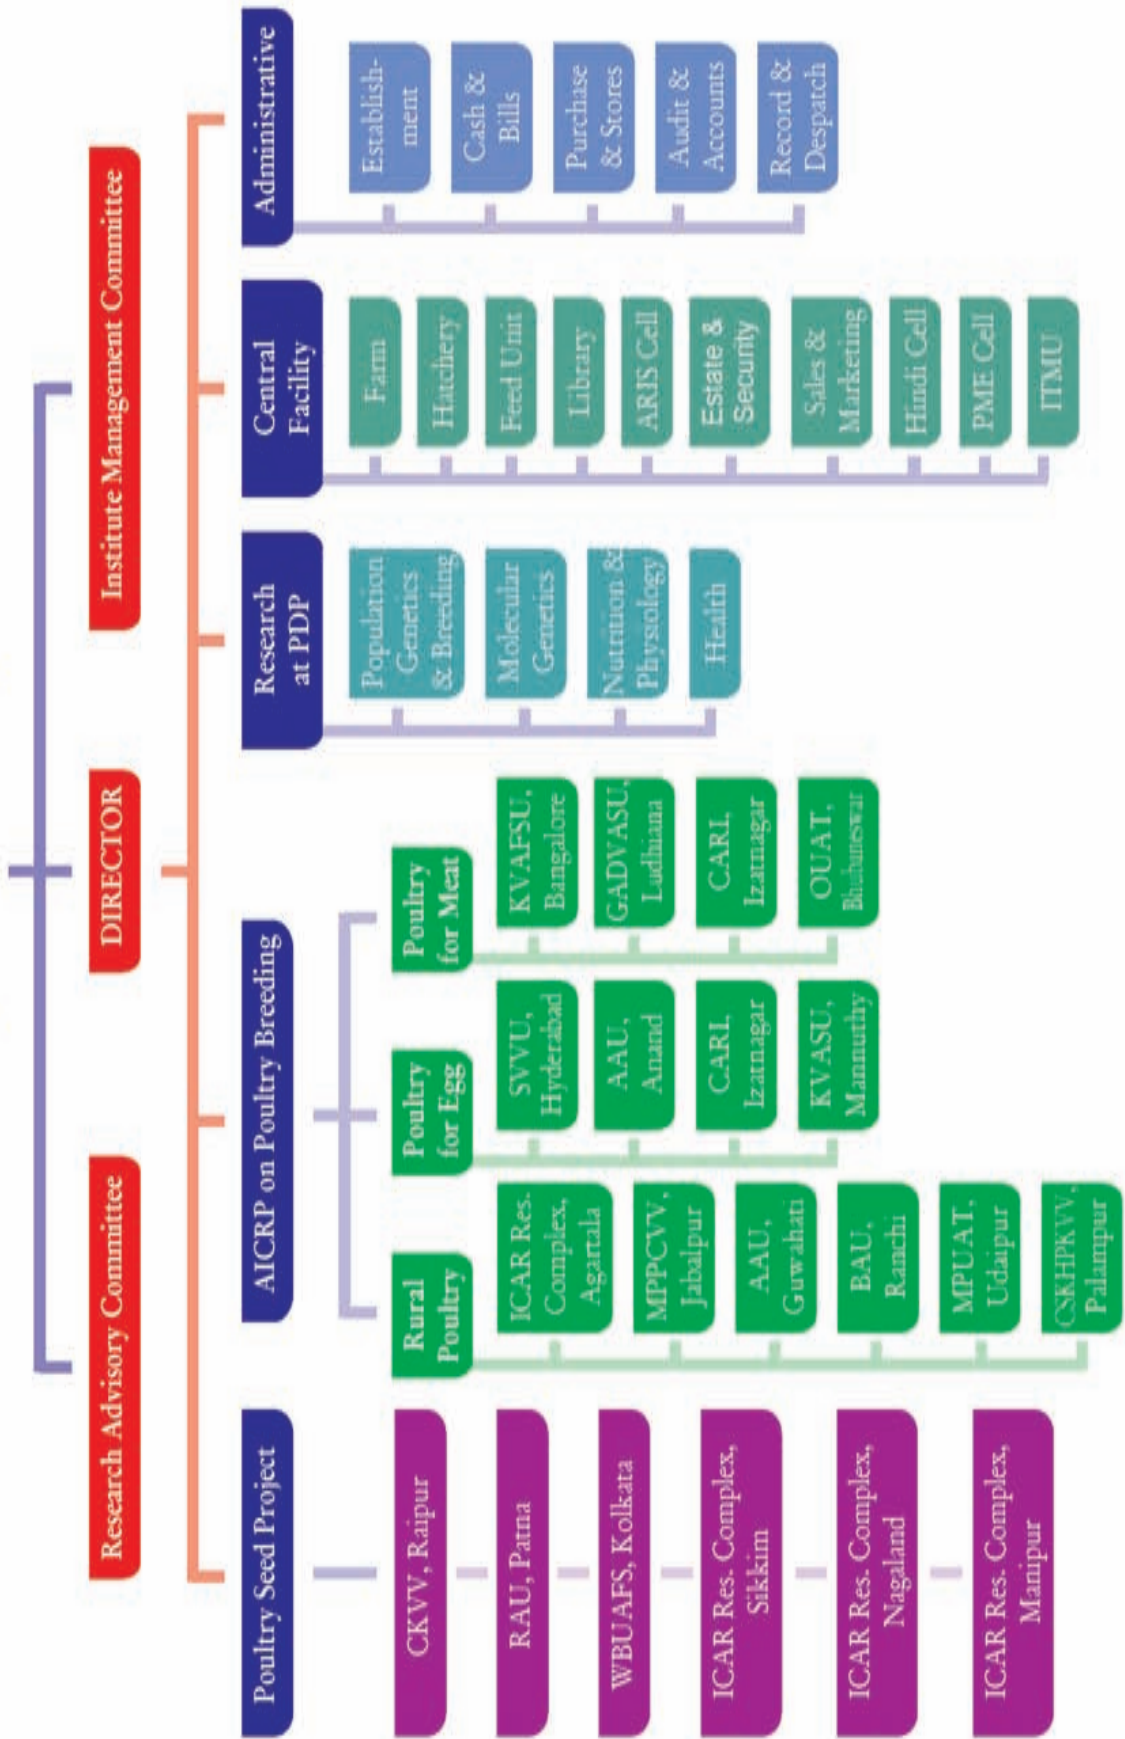 Research Advisory Committee
DIRECTOR
Institute Management Committee
Poultry Seed Project
CKVV, Raipur
RAU, Patna
WBUAFS, Kolkata
ICAR Res. Complex,
Sikkim
ICAR Res. Complex,
Nagaland
ICAR Res. Complex,
Manipur
AICRP on Poultry Breeding
Rural
Poultry
ICAR Res.
Complex,
Agartala
MPPCVV,
Jabalpur
AAU,
Guwahati
BAU,
Ranchi
MPUAT,
Udaipur
CSKHPKVV,
Palampur
Poultry
for Egg
SVVU,
Hyderabad
AAU,
Anand
CARI,
Izatnagar
KVASU,
Mannuthy
Poultry
for Meat
KVAFSU,
Bangalore
GADVASU,
Ludhiana
CARI,
Izatnagar
OUAT,
Bhubneswar
Research
at PDP
Population
Genetics
& Breeding
Molecular
Genetics
Nutrition &
Physiology
Health
Central
Facility
Farm
Hatchery
Feed Unit
Library
ARIS Cell
Estate &
Security
Sales &
Marketing
Hindi Cell
PME Cell
ITMU
Administrative
Establish-
ment
Cash &
Bills
Purchase
& Stores
Audit &
Accounts
Record &
Despatch